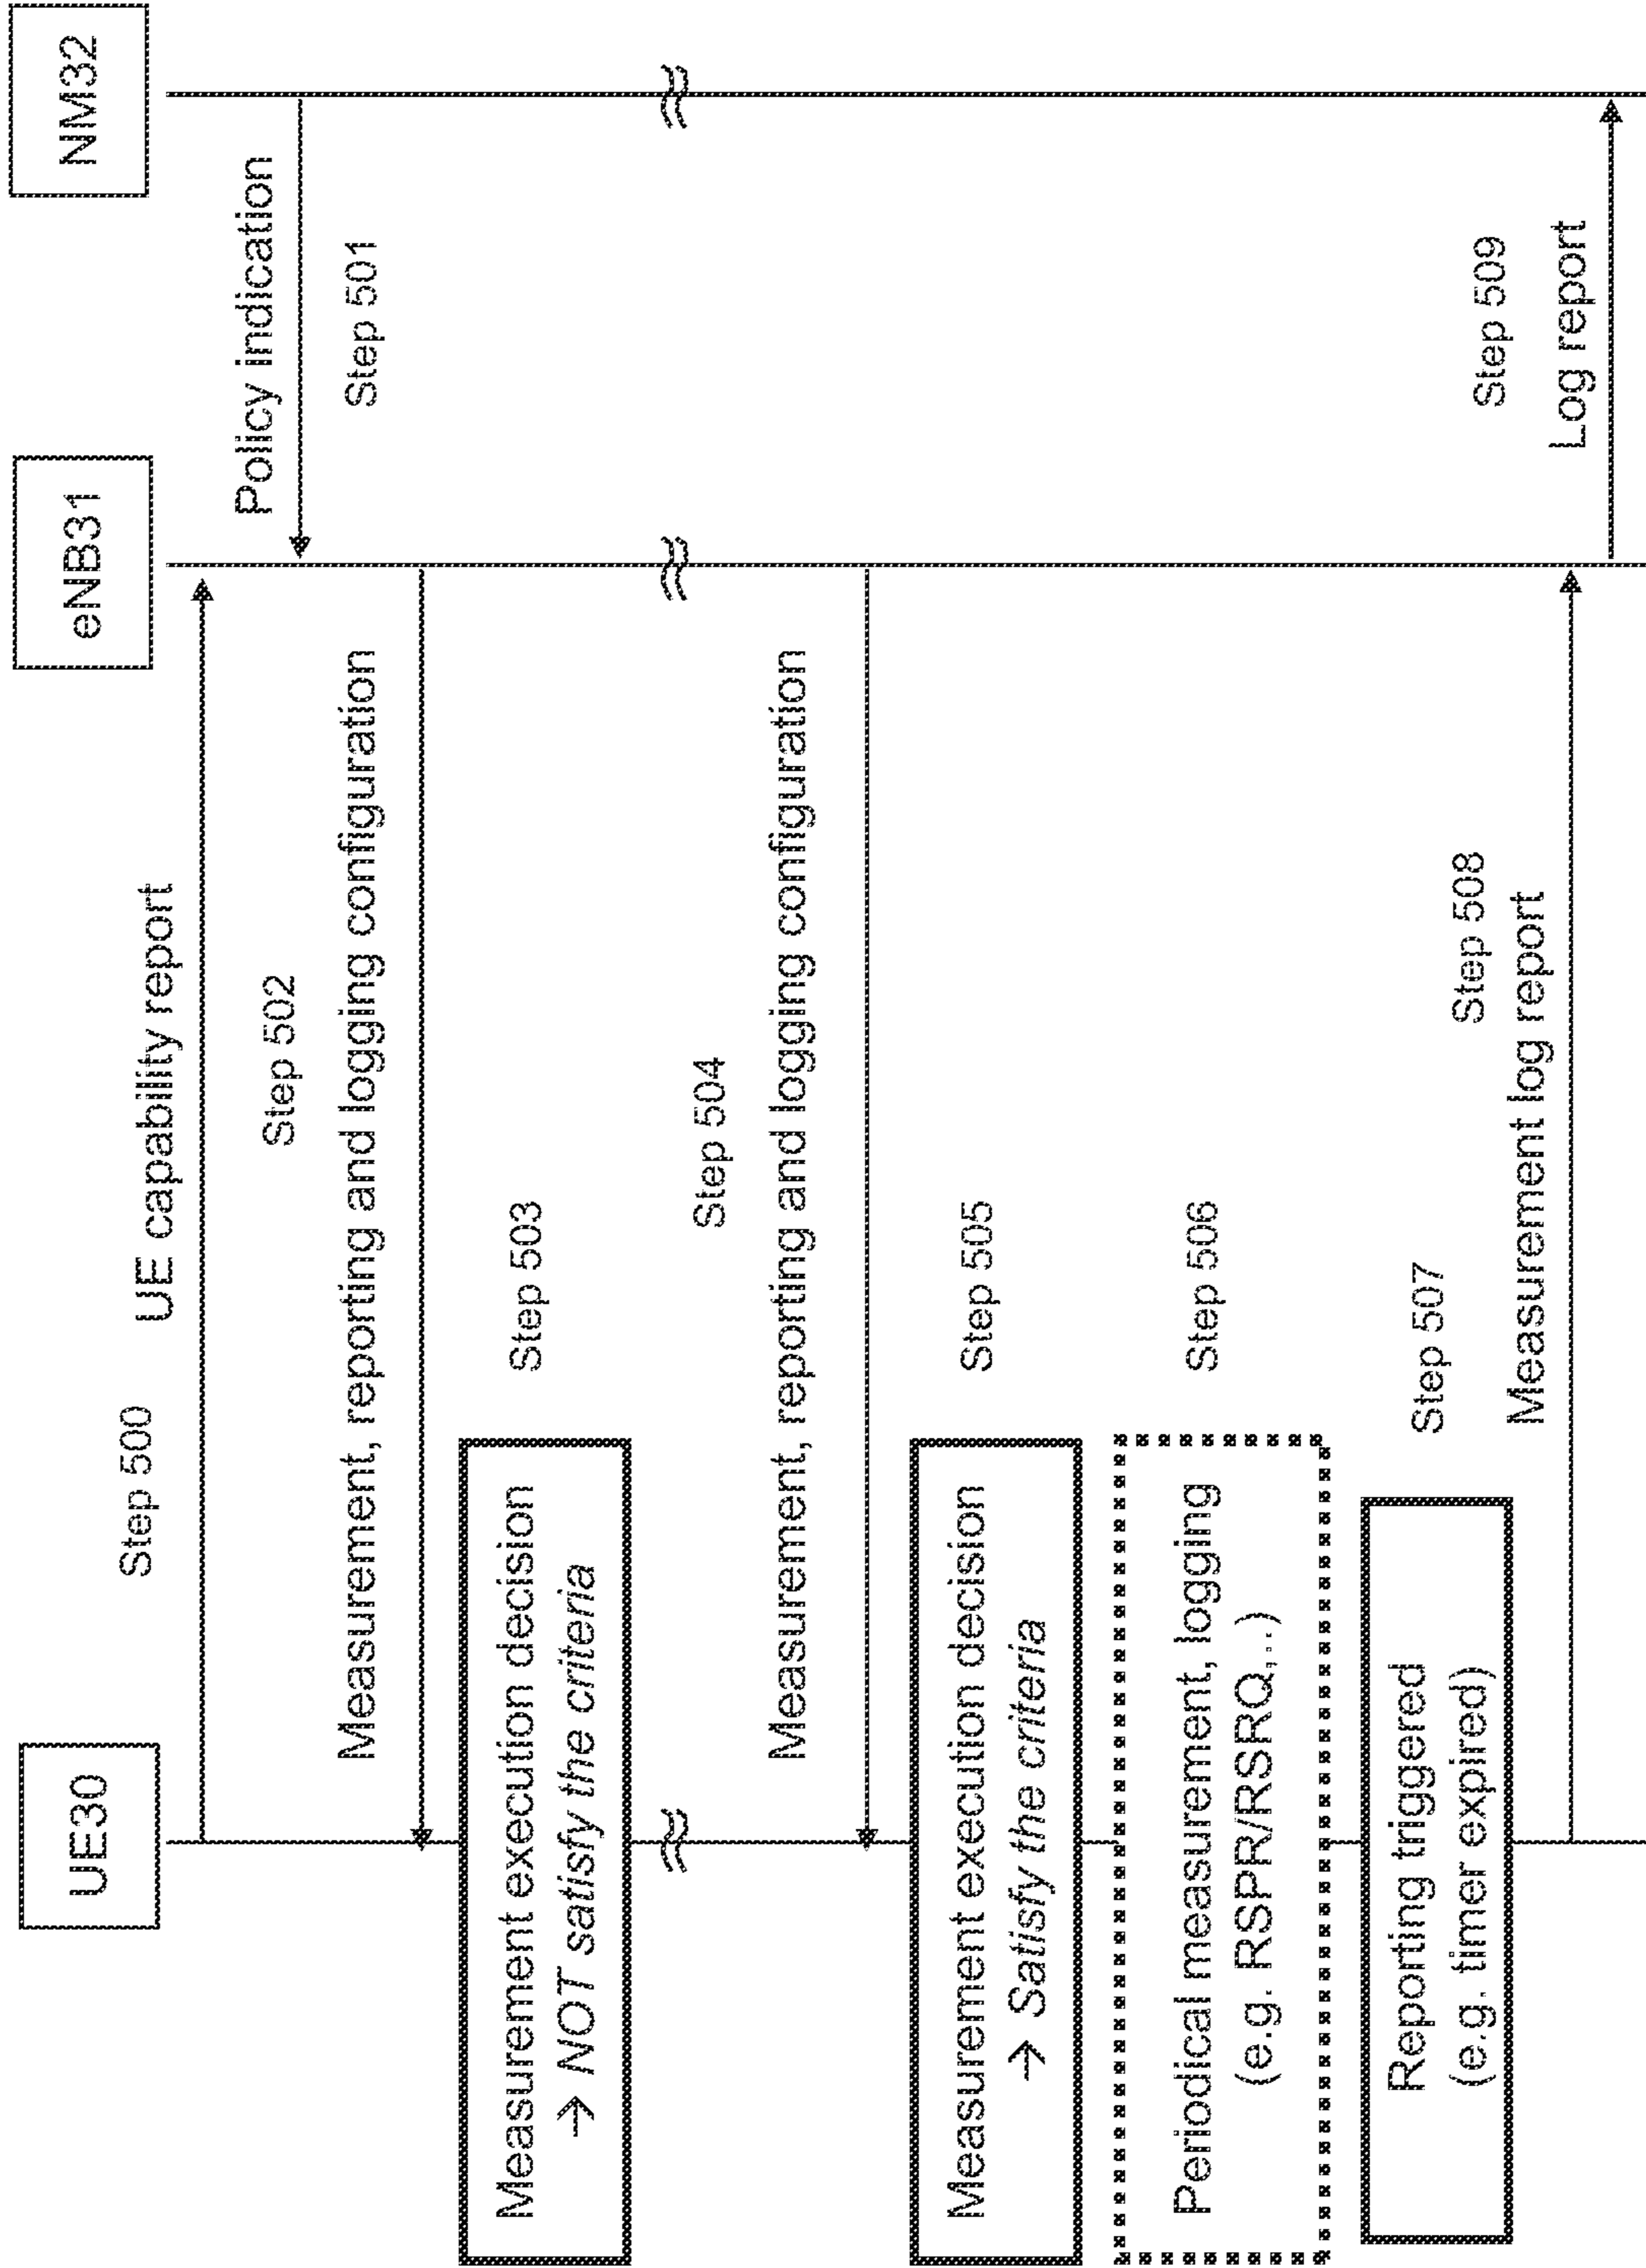 UE30
eNB31
NM32
Step 500
UE capability report
Policy indication
Step 501
Step 502
Measurement, reporting and logging configuration
Measurement execution decision
→ NOT satisfy the criteria
Step 503
Step 504
Measurement, reporting and logging configuration
Measurement execution decision
→ Satisfy the criteria
Step 505
Periodical measurement, logging
(e.g. RSPR/RSRQ,..)
Step 506
Reporting triggered
(e.g. timer expired)
Step 507
Step 508
Measurement log report
Step 509
Log report